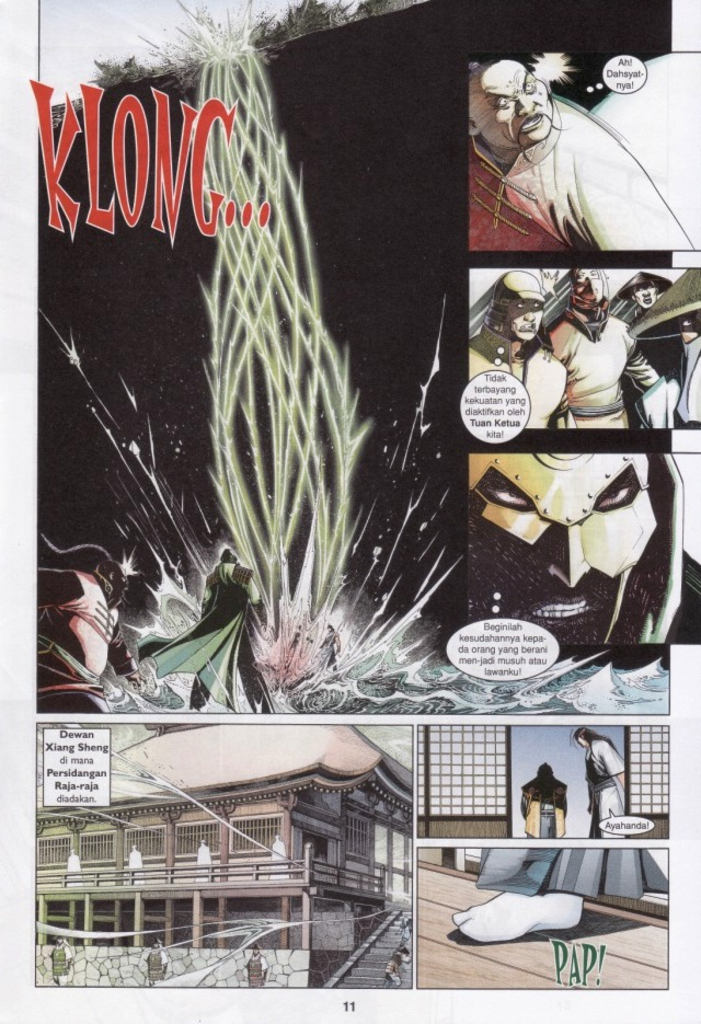 KLONG...
Ah!
Dahsyat-
nya!
Tidak
terbayang
kekuatan yang
diaktifkan oleh
Tuan Ketua
kita!
Beginilah
kesudahannya kepa-
da orang yang berani
men-jadi musuh atau
lawanku!
Dewan
Xiang Sheng
di mana
Persidangan
Raja-raja
diadakan.
Ayahanda!
PAP!
11